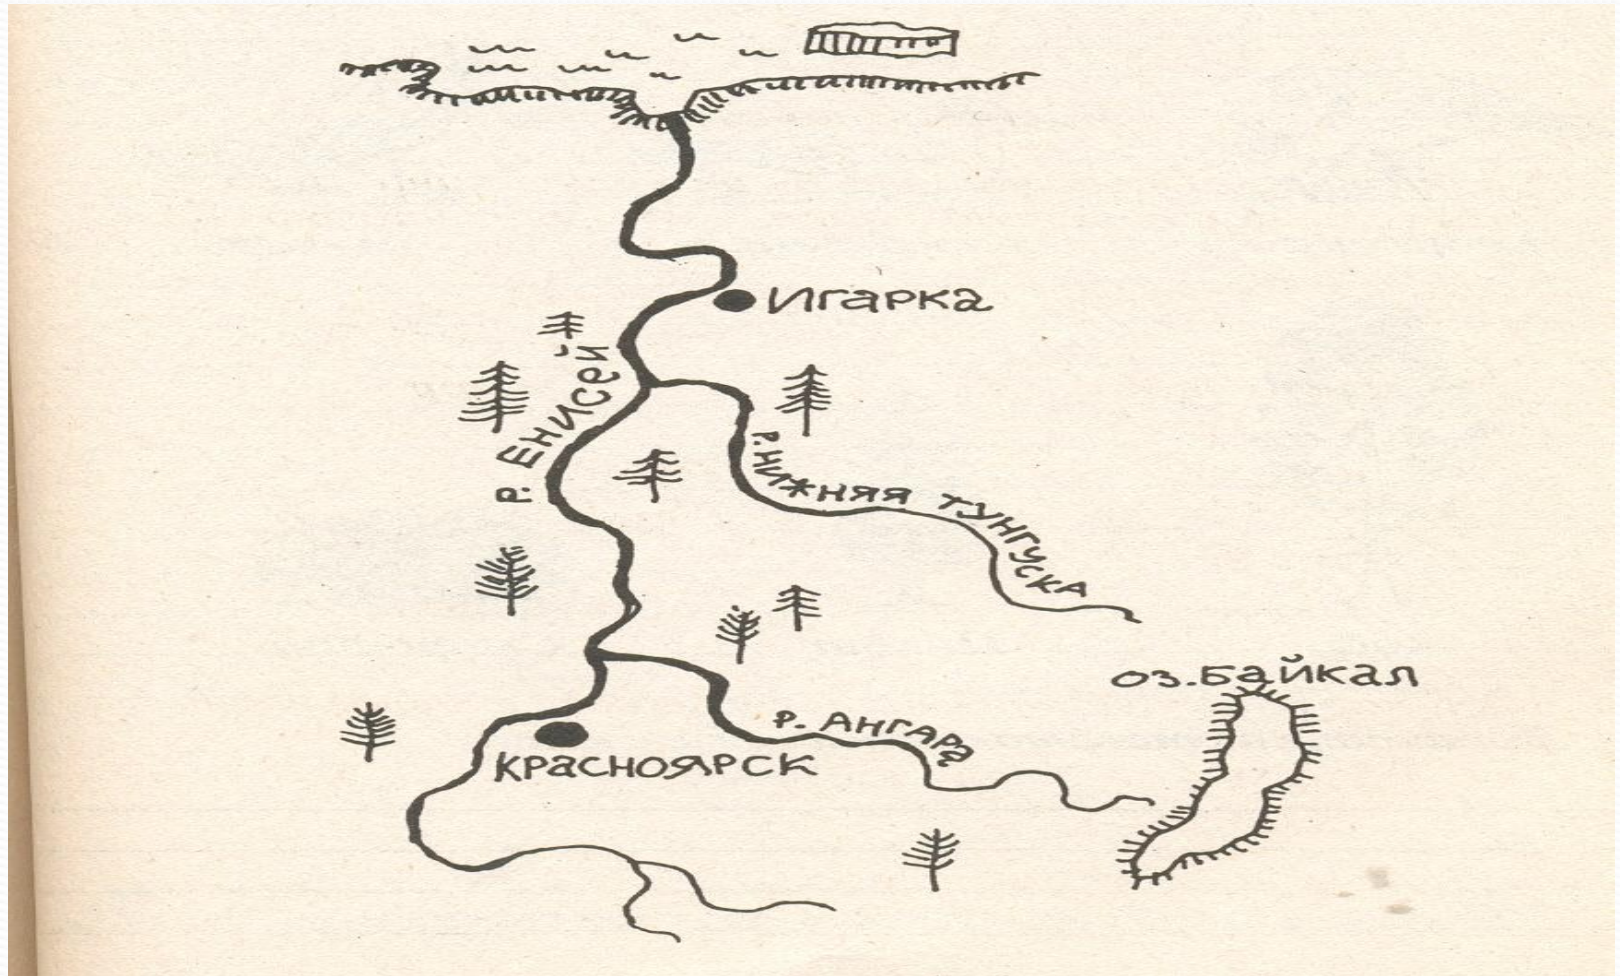 Игарка
р. Енисей
р. Нижняя Тунгуска
оз. Байкал
р. Ангара
Красноярск